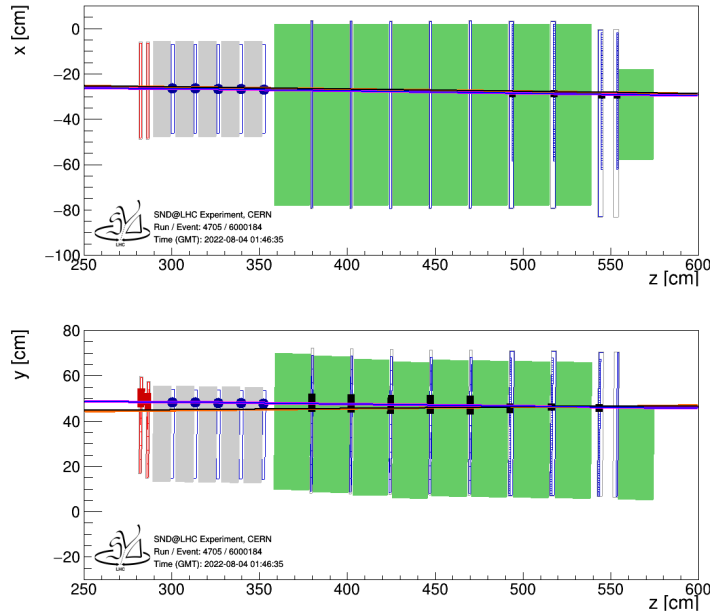 x [cm]
0
−20
−40
−60
−80
−100
SND@LHC Experiment, CERN
Run / Event: 4705 / 6000184
Time (GMT): 2022-08-04 01:46:35
LHC
250 300 350 400 450 500 550 600
z [cm]
y [cm]
80
60
40
20
0
−20
SND@LHC Experiment, CERN
Run / Event: 4705 / 6000184
Time (GMT): 2022-08-04 01:46:35
LHC
250 300 350 400 450 500 550 600
z [cm]